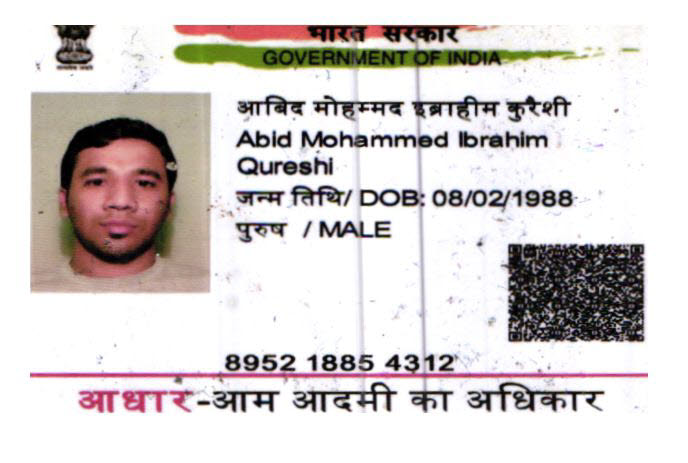 भारत सरकार
GOVERNMENT OF INDIA
आबिद मोहम्मद इब्राहीम कुरैशी
Abid Mohammed Ibrahim
Qureshi
जन्म तिथि/ DOB: 08/02/1988
पुरुष / MALE
8952 1885 4312
आधार-आम आदमी का अधिकार